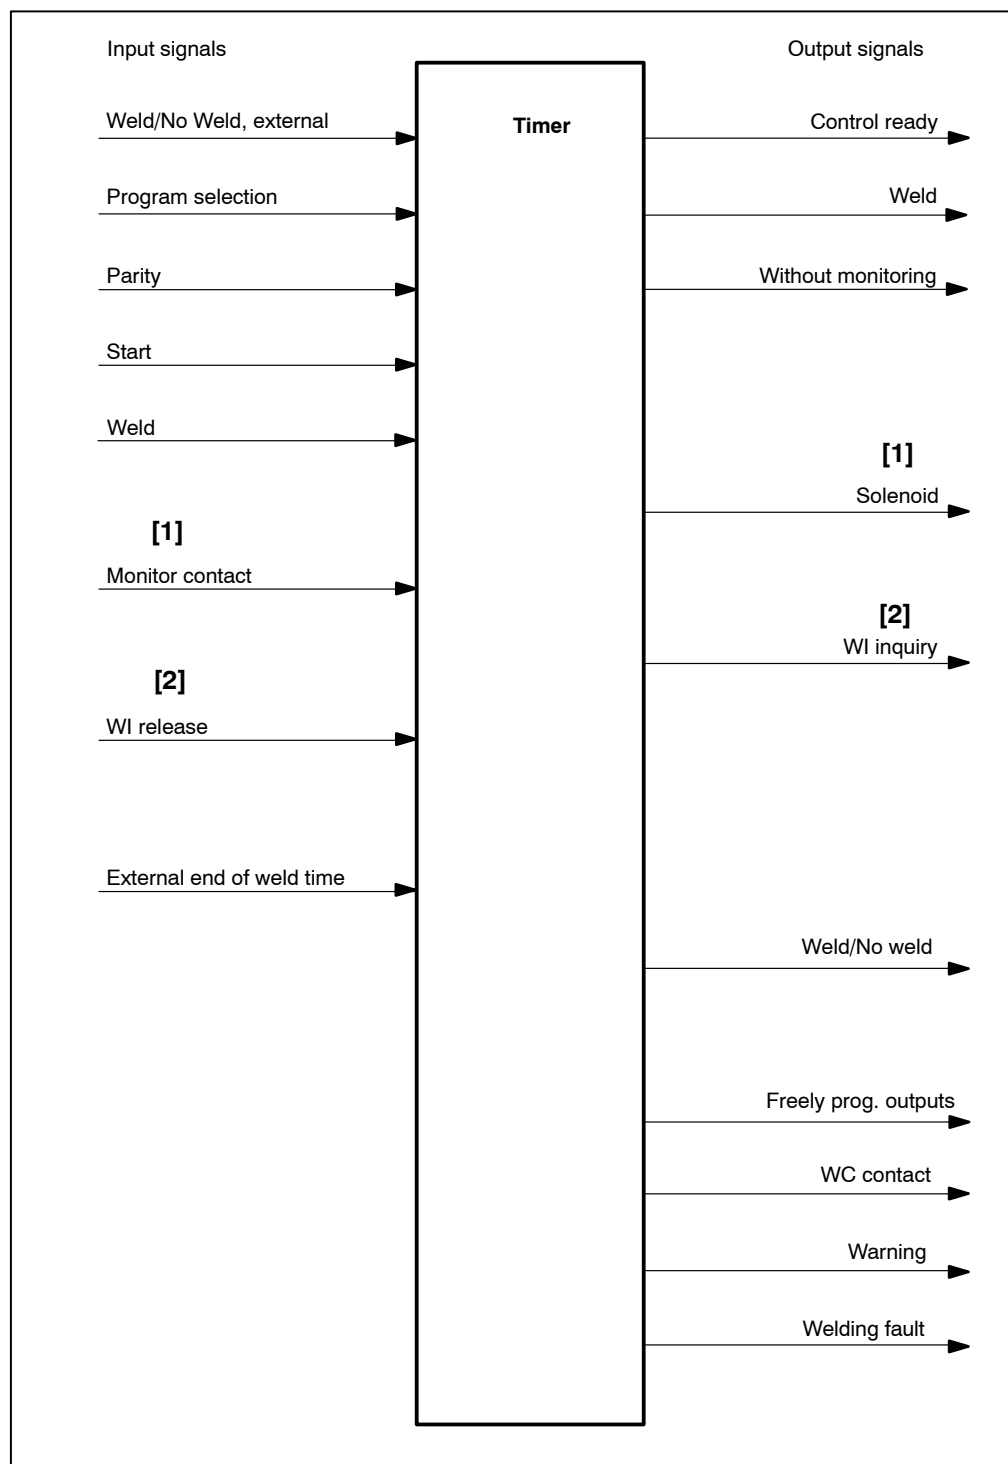 Input signals
Output signals
Timer
Weld/No Weld, external
Program selection
Parity
Start
Weld
[1]
Monitor contact
[2]
WI release
External end of weld time
Control ready
Weld
Without monitoring
[1]
Solenoid
[2]
WI inquiry
Weld/No weld
Freely prog. outputs
WC contact
Warning
Welding fault